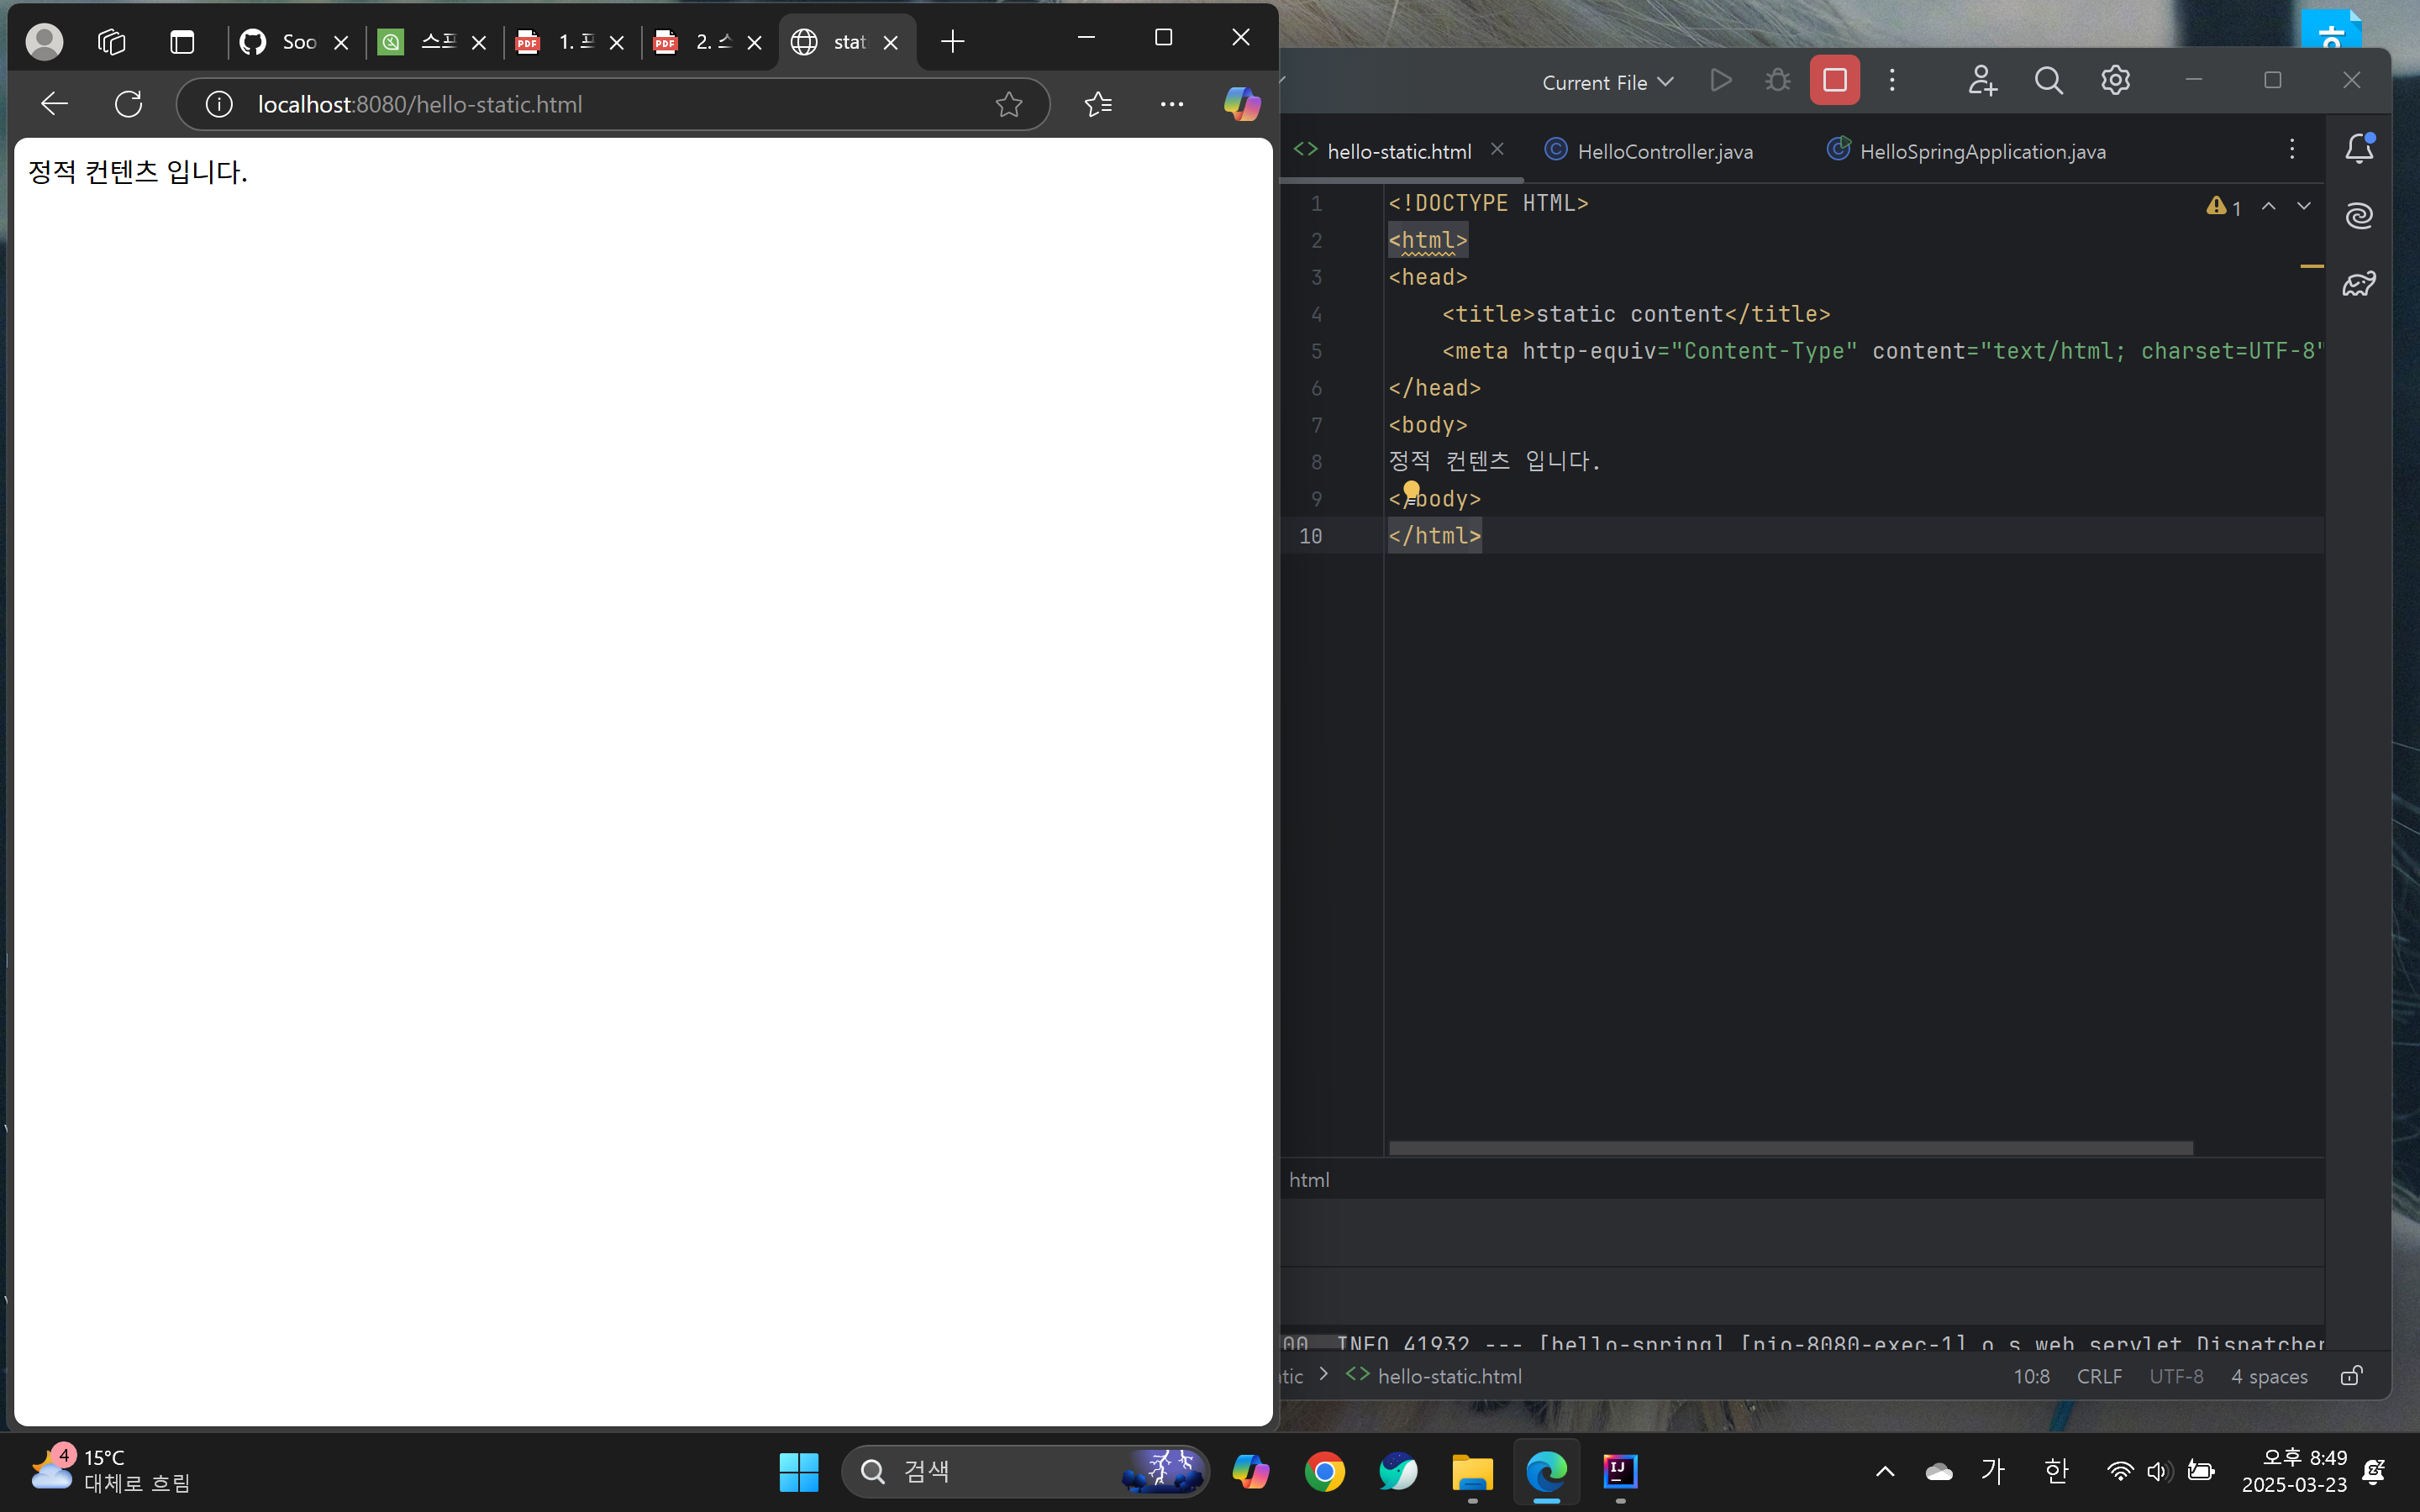 Soo
스프
PDF
1. 프
PDF
2. 스
stat
localhost:8080/hello-static.html
정적 컨텐츠 입니다.
Current File
hello-static.html
HelloController.java
HelloSpringApplication.java
1
1 <!DOCTYPE HTML>
2 <html>
3 <head>
4 <title>static content</title>
5 <meta http-equiv="Content-Type" content="text/html; charset=UTF-8"
6 </head>
7 <body>
8 정적 컨텐츠 입니다.
9 </body>
10 </html>
html
00 INFO 41932 --- [hello-spring] [nio-8080-exec-1] o.s.web.servlet.Dispatcher
tic > hello-static.html
10:8 CRLF UTF-8 4 spaces
4
15°C
대체로 흐림
검색
IJ
가
한
오후 8:49
2025-03-23